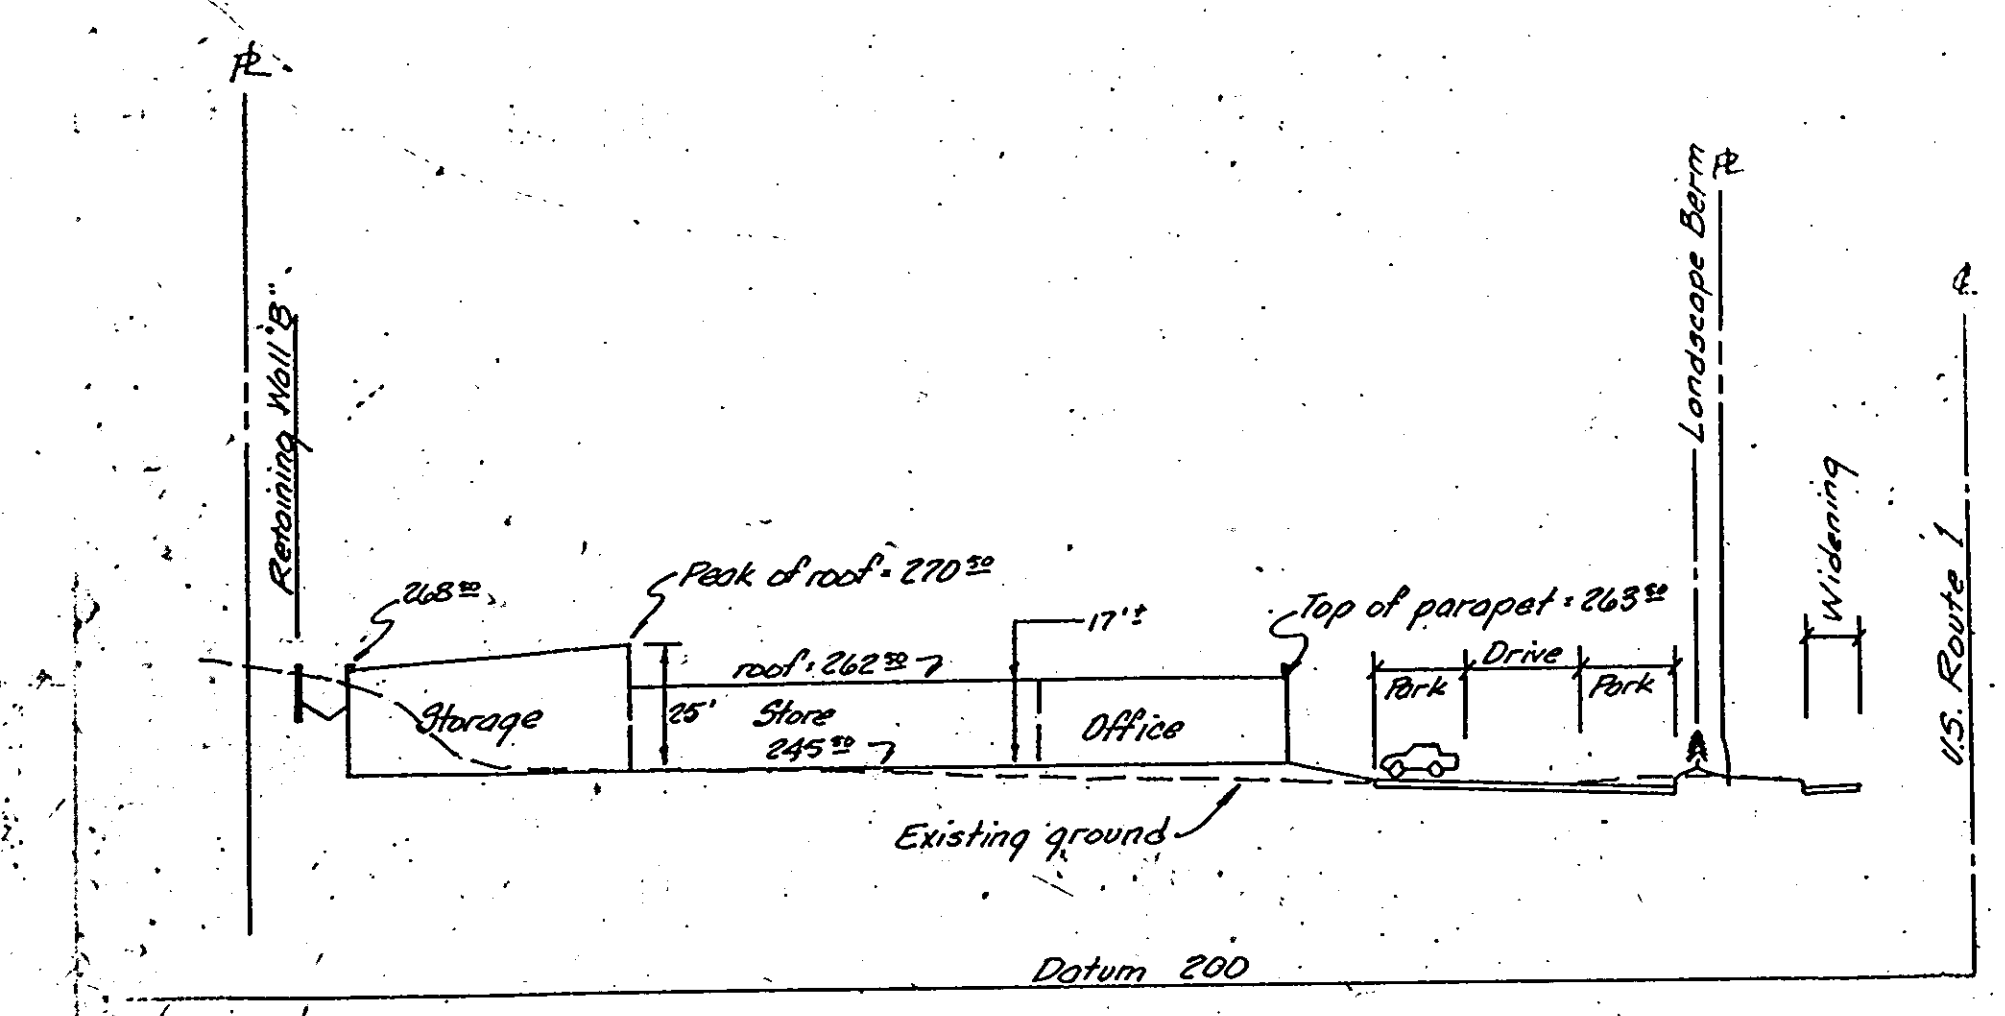 PL
PL
Landscape Berm
CL
Retaining Wall "B"
Widening
U.S. Route 1
268 50
Peak of roof = 270 50
17' ±
Top of parapet = 263 50
Drive
roof = 262 50
Park
Park
25'
Storage
Store
Office
245 50
Existing ground
Datum 200